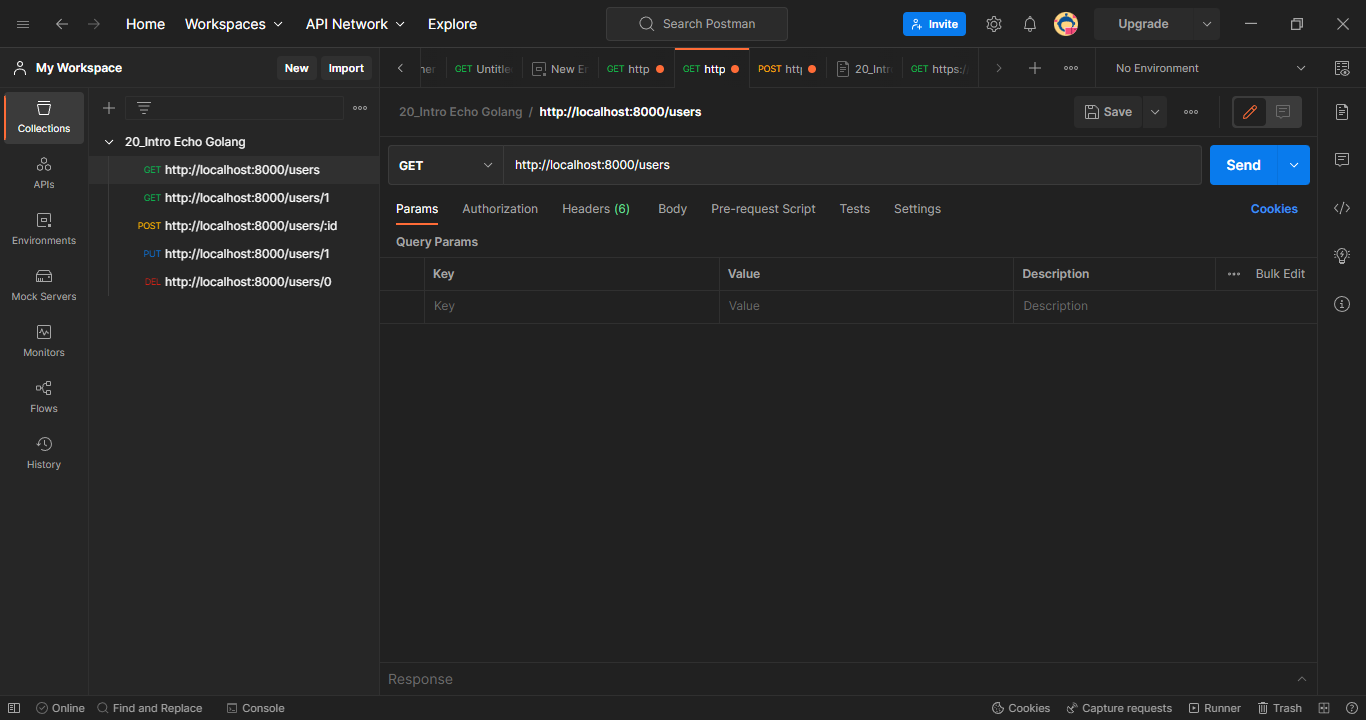 Home Workspaces API Network Explore Search Postman Invite Upgrade
My Workspace New Import
GET Untitle New Er GET http GET http POST http 20_Intro GET https:/ No Environment
Collections
APIs
Environments
Mock Servers
Monitors
Flows
History
20_Intro Echo Golang
GET http://localhost:8000/users
GET http://localhost:8000/users/1
POST http://localhost:8000/users/:id
PUT http://localhost:8000/users/1
DEL http://localhost:8000/users/0
20_Intro Echo Golang / http://localhost:8000/users Save
GET http://localhost:8000/users Send
Params Authorization Headers (6) Body Pre-request Script Tests Settings Cookies
Query Params
Key Value Description Bulk Edit
Key Value Description
Response
Online Find and Replace Console Cookies Capture requests Runner Trash